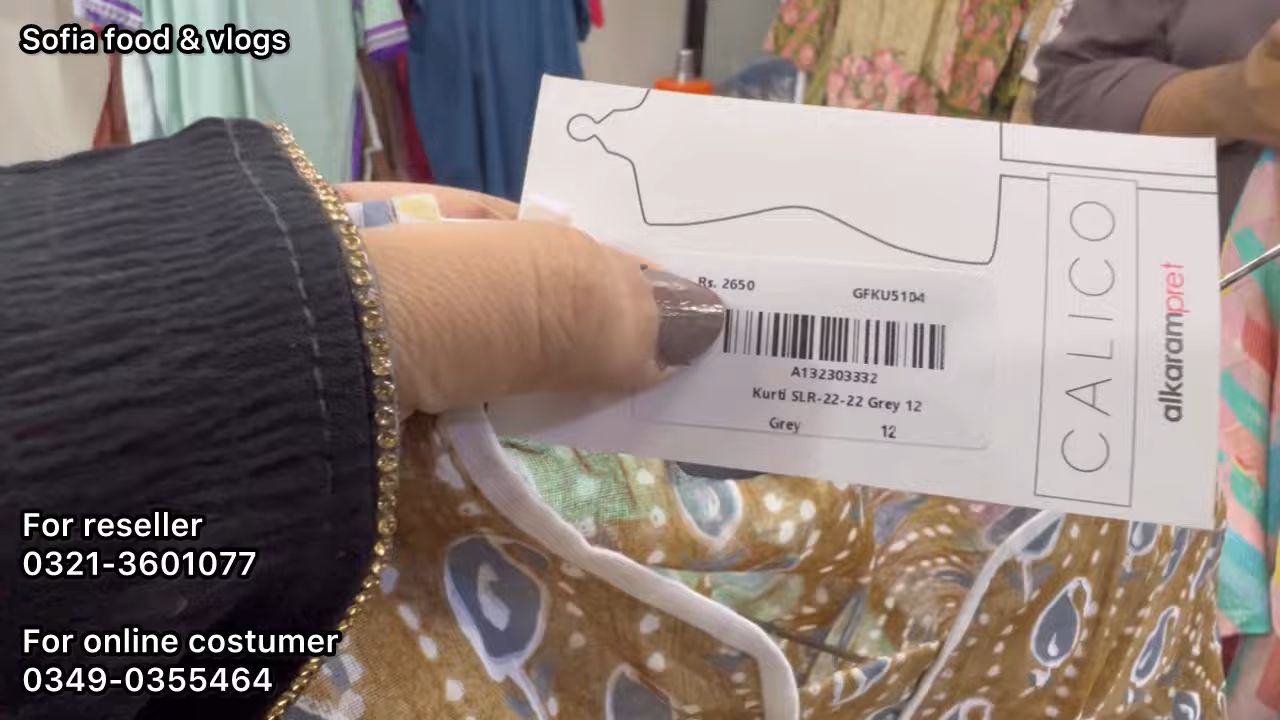 Sofia food & vlogs
Rs. 2650
GFKU5104
A132303332
Kurti SLR-22-22 Grey 12
Grey 12
CALICO
alkarampret
For reseller
0321-3601077
For online costumer
0349-0355464